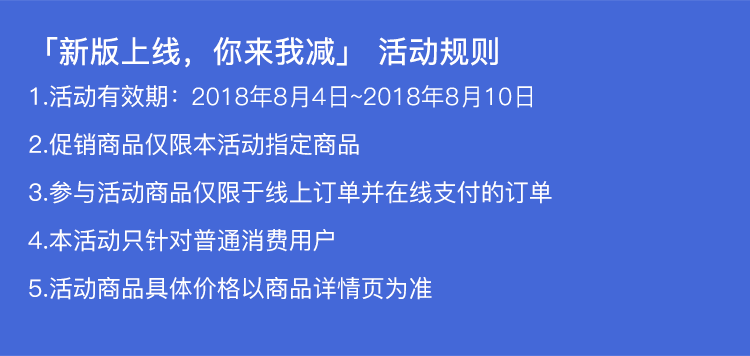 「新版上线，你来我减」 活动规则
1.活动有效期：2018年8月4日~2018年8月10日
2.促销商品仅限本活动指定商品
3.参与活动商品仅限于线上订单并在线支付的订单
4.本活动只针对普通消费用户
5.活动商品具体价格以商品详情页为准